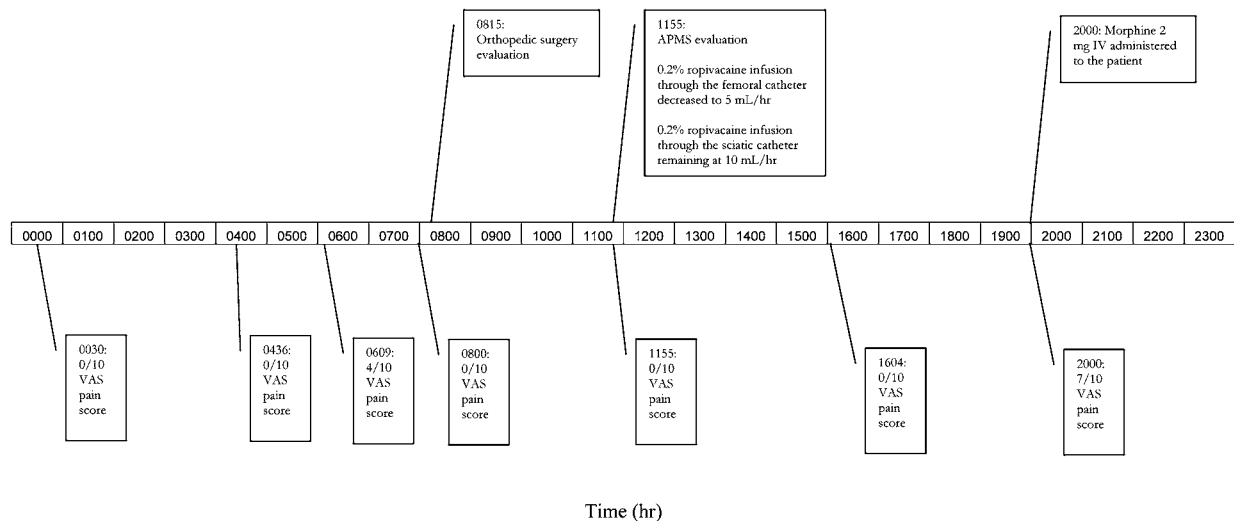 0815:
Orthopedic surgery
evaluation
1155:
APMS evaluation
0.2% ropivacaine infusion
through the femoral catheter
decreased to 5 mL/hr
0.2% ropivacaine infusion
through the sciatic catheter
remaining at 10 mL/hr
2000: Morphine 2
mg IV administered
to the patient
0000 0100 0200 0300 0400 0500 0600 0700 0800 0900 1000 1100 1200 1300 1400 1500 1600 1700 1800 1900 2000 2100 2200 2300
0030:
0/10
VAS
pain
score
0436:
0/10
VAS
pain
score
0609:
4/10
VAS
pain
score
0800:
0/10
VAS
pain
score
1155:
0/10
VAS
pain
score
1604:
0/10
VAS
pain
score
2000:
7/10
VAS
pain
score
Time (hr)